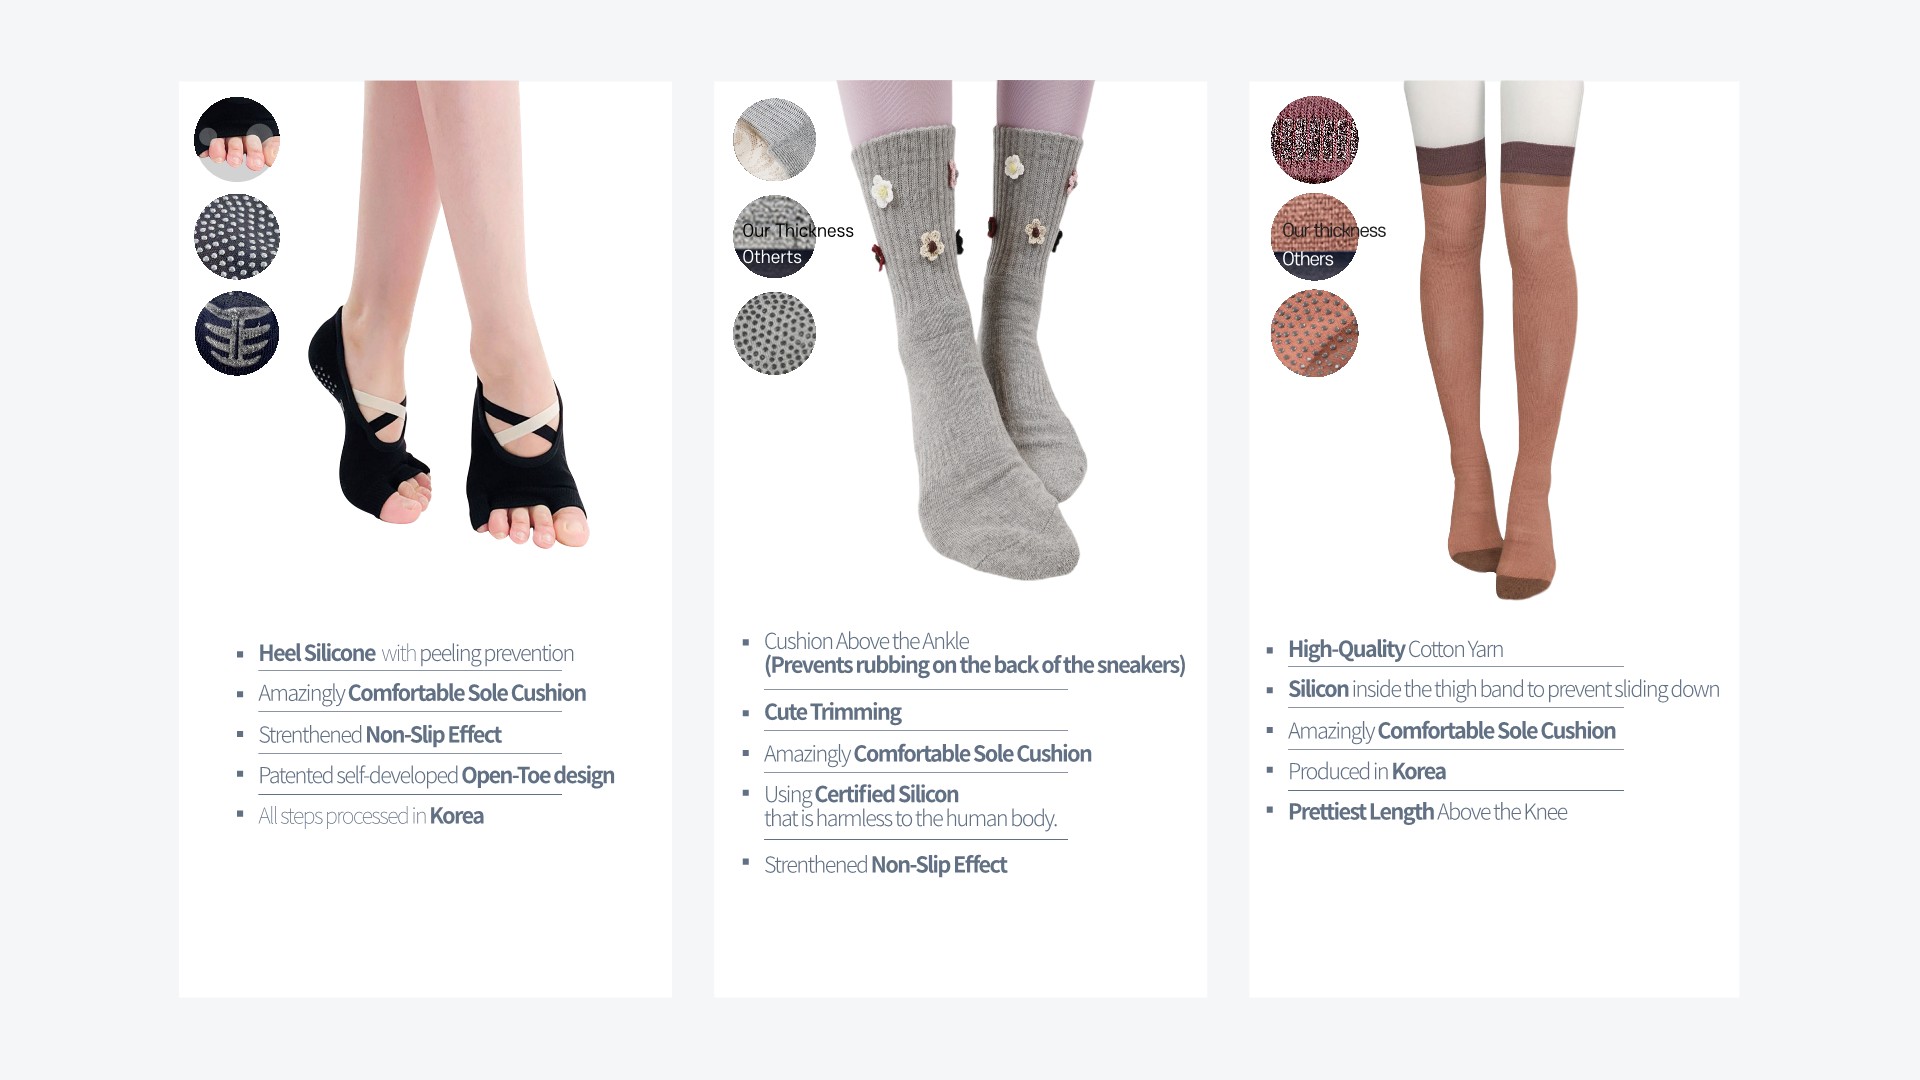 Heel Silicone with peeling prevention
Amazingly Comfortable Sole Cushion
Strenthened Non-Slip Effect
Patented self-developed Open-Toe design
All steps processed in Korea
Our Thickness
Otherts
Cushion Above the Ankle
(Prevents rubbing on the back of the sneakers)
Cute Trimming
Amazingly Comfortable Sole Cushion
Using Certified Silicon
that is harmless to the human body.
Strenthened Non-Slip Effect
Our thickness
Others
High-Quality Cotton Yarn
Silicon inside the thigh band to prevent sliding down
Amazingly Comfortable Sole Cushion
Produced in Korea
Prettiest Length Above the Knee